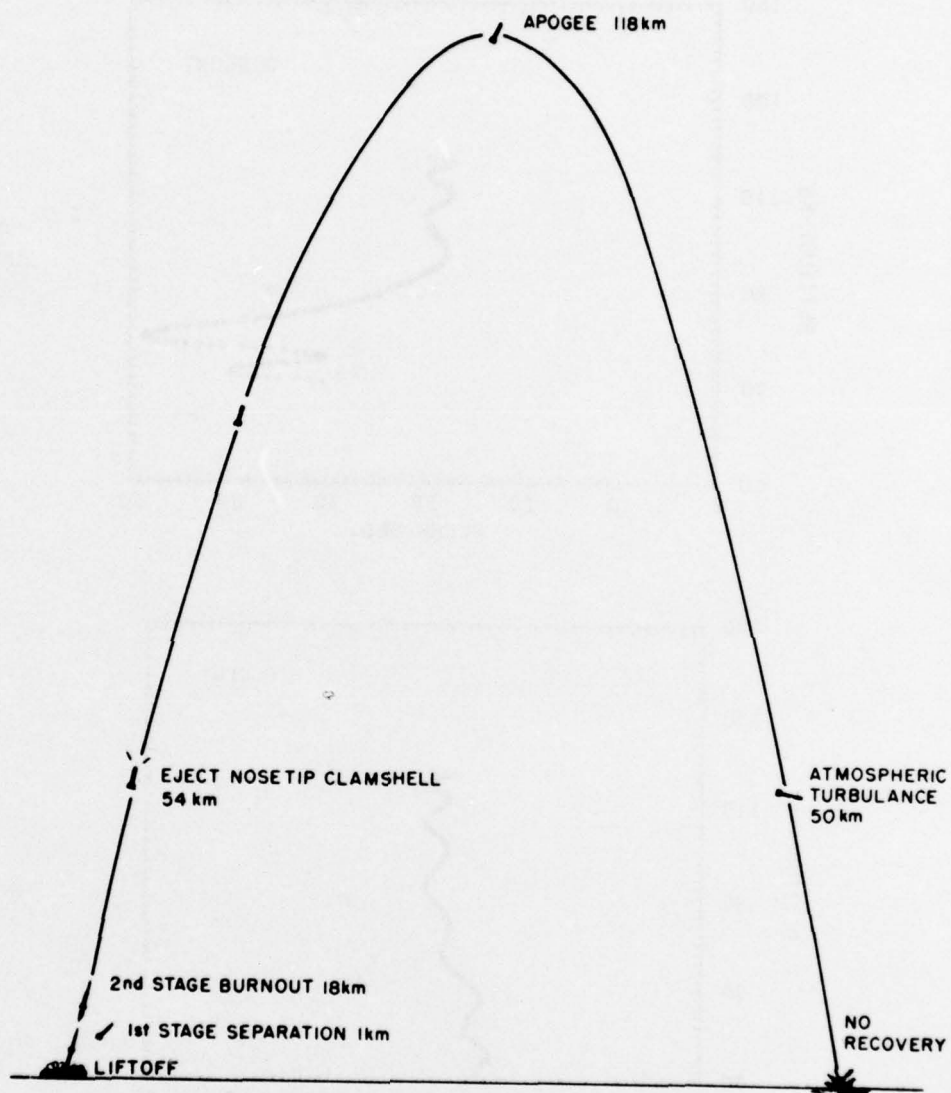 APOGEE 118km
EJECT NOSETIP CLAMSHELL
54 km
ATMOSPHERIC
TURBULANCE
50 km
2nd STAGE BURNOUT 18km
1st STAGE SEPARATION 1km
LIFTOFF
NO
RECOVERY